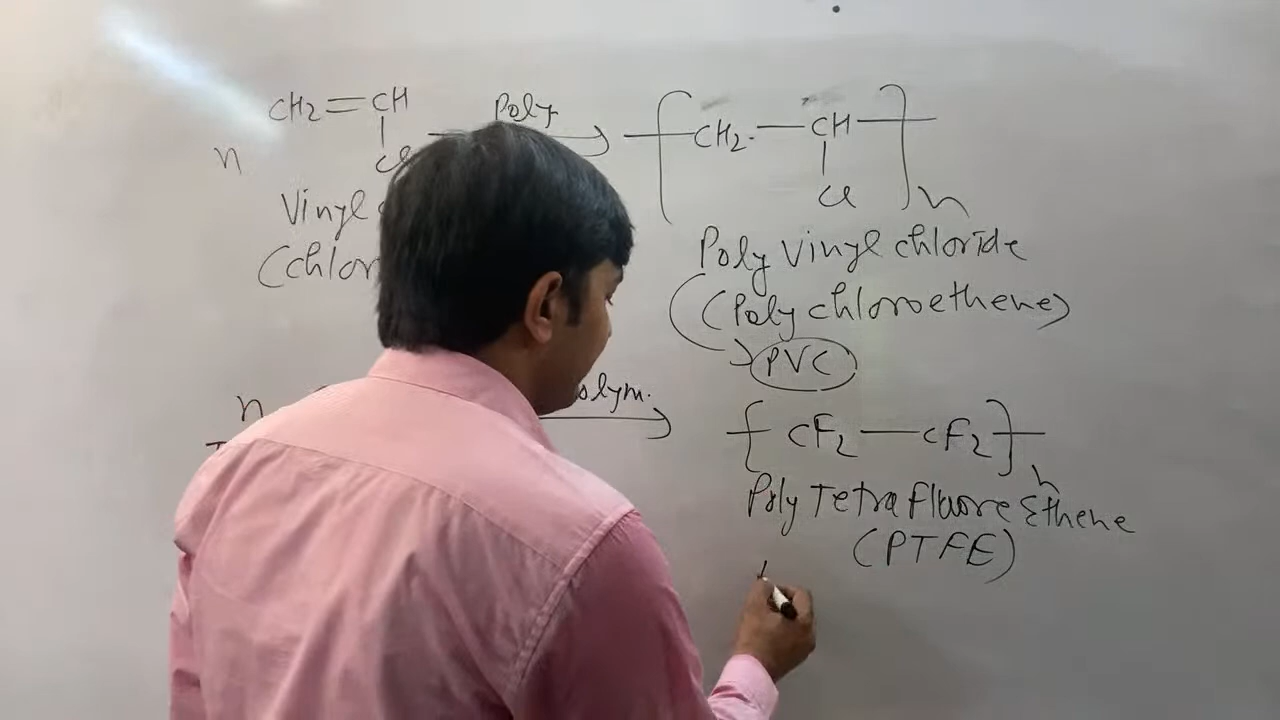 CH2=CH Poly [CH2-CH]n
n Cl Cl
Vinyl
(chlor
Poly vinyl chloride
(Poly chloroethene)
PVC
n olym. [CF2-CF2]n
Poly Tetra Fluoro Ethene
(PTFE)